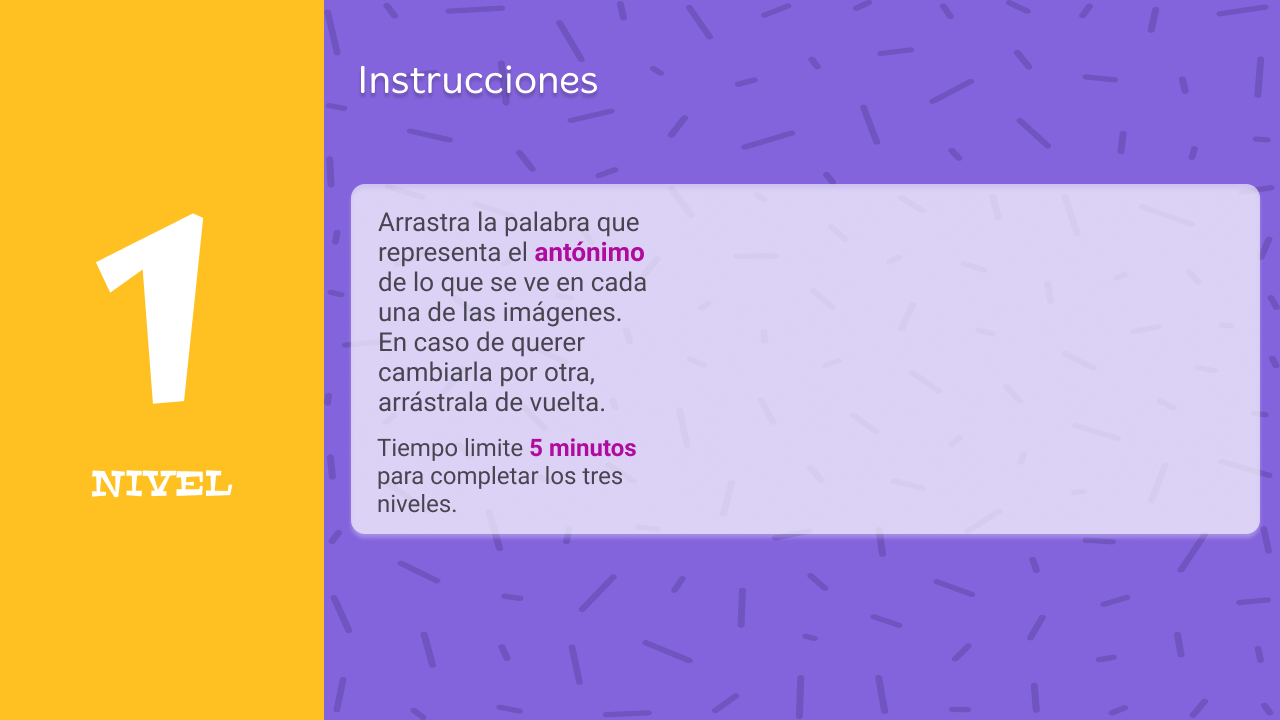 1
NIVEL
Instrucciones
Arrastra la palabra que
representa el antónimo
de lo que se ve en cada
una de las imágenes.
En caso de querer
cambiarla por otra,
arrástrala de vuelta.
Tiempo limite 5 minutos
para completar los tres
niveles.